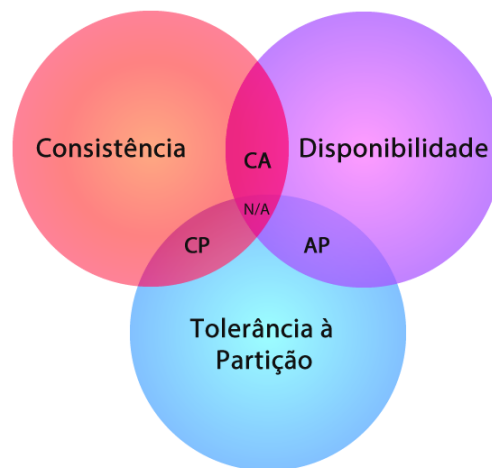 Consistência
Disponibilidade
CA
N/A
CP
AP
Tolerância à
Partição